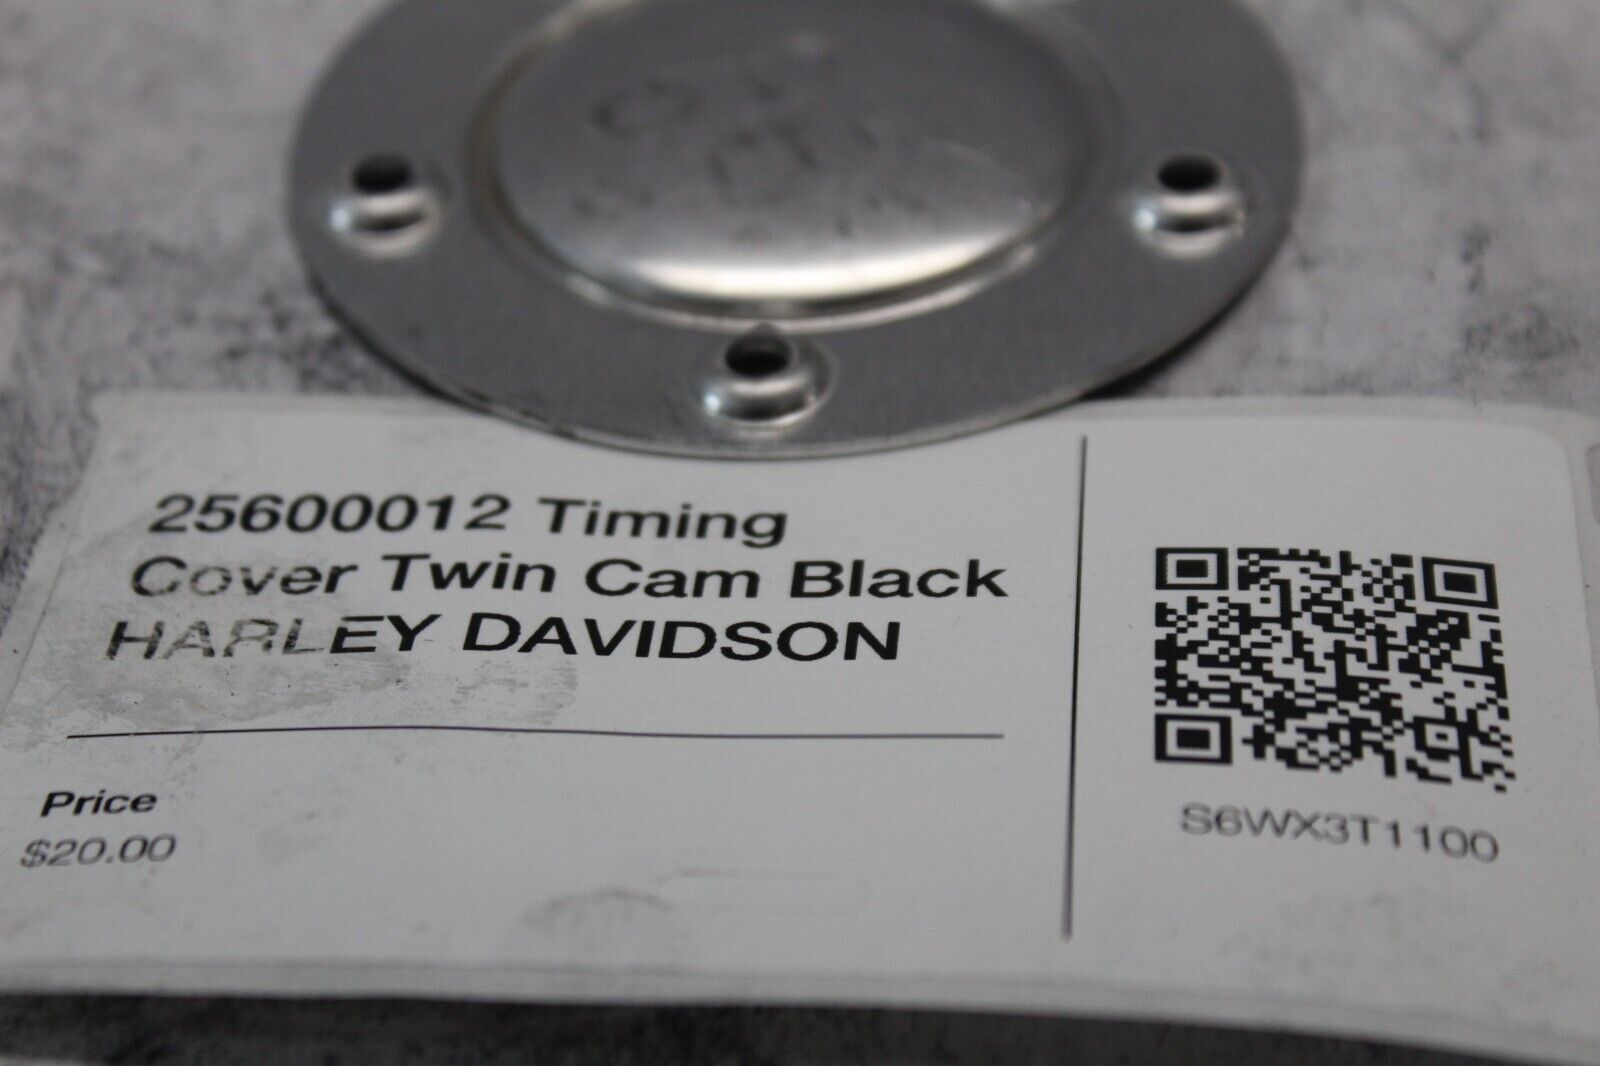 25600012 Timing
Cover Twin Cam Black
HARLEY DAVIDSON
Price
$20.00
S6WX3T1100